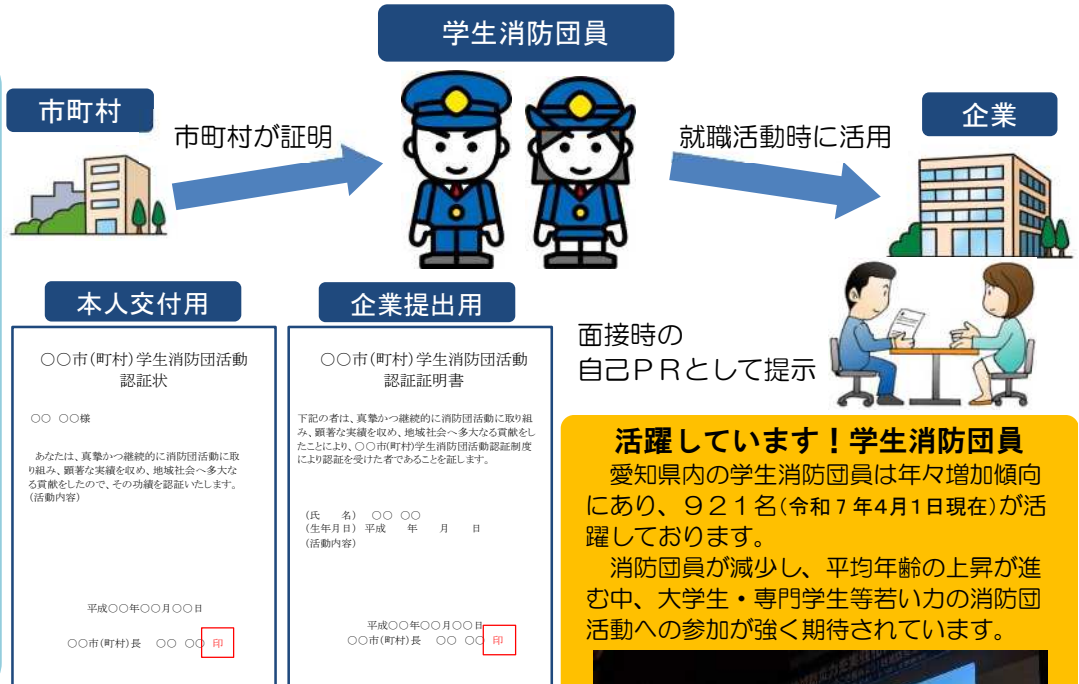 学生消防団員
市町村
市町村が証明
就職活動時に活用
企業
本人交付用
○○市(町村)学生消防団活動
認証状
○○ ○○様
あなたは、真摯かつ継続的に消防団活動に取
り組み、顕著な実績を収め、地域社会へ多大な
る貢献をしたので、その功績を認証いたします。
(活動内容)
平成○○年○○月○○日
○○市(町村)長 ○○ ○○ 印
企業提出用
○○市(町村)学生消防団活動
認証証明書
下記の者は、真摯かつ継続的に消防団活動に取り組
み、顕著な実績を収め、地域社会へ多大なる貢献をし
たことにより、○○市(町村)学生消防団活動認証制度
により認証を受けた者であることを証します。
(氏 名) ○○ ○○
(生年月日) 平成 年 月 日
(活動内容)
平成○○年○○月○○日
○○市(町村)長 ○○ ○○ 印
面接時の
自己PRとして提示
活躍しています!学生消防団員
愛知県内の学生消防団員は年々増加傾向
にあり、921名(令和7年4月1日現在)が活
躍しております。
消防団員が減少し、平均年齢の上昇が進
む中、大学生・専門学生等若い力の消防団
活動への参加が強く期待されています。